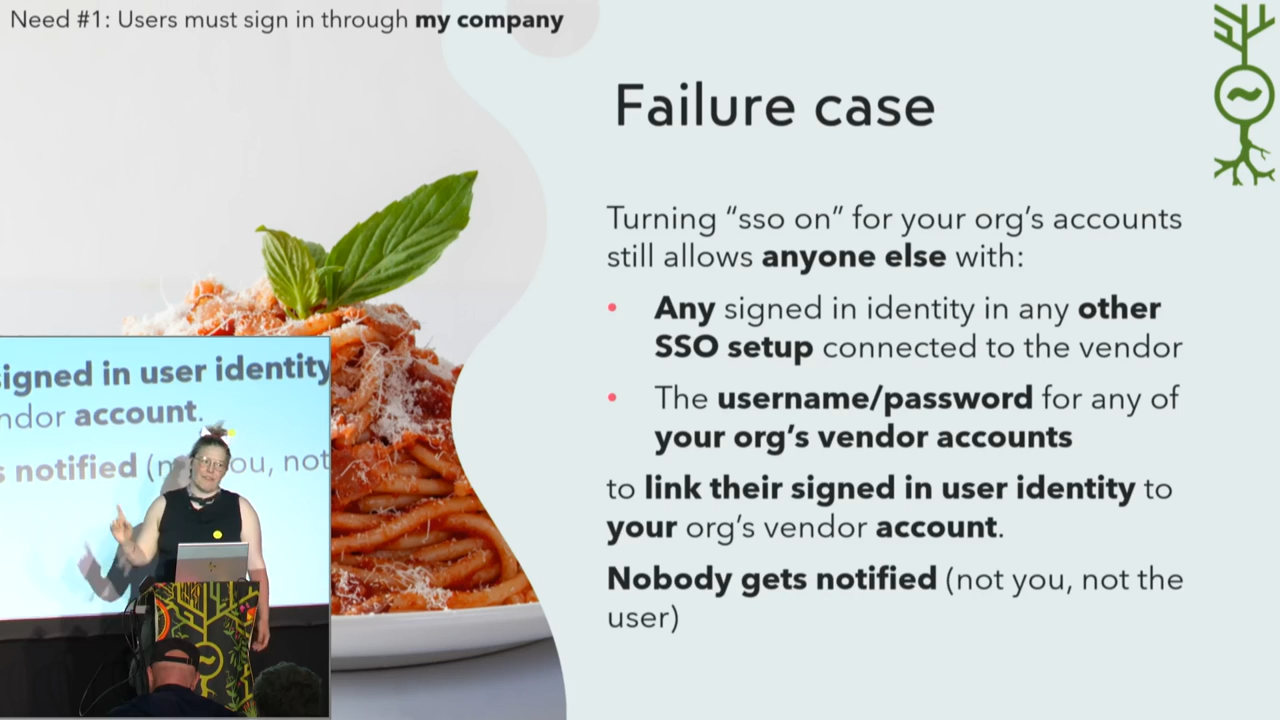 Need #1: Users must sign in through my company
Failure case
Turning “sso on” for your org’s accounts
still allows anyone else with:
• Any signed in identity in any other
SSO setup connected to the vendor
• The username/password for any of
your org’s vendor accounts
to link their signed in user identity to
your org’s vendor account.
Nobody gets notified (not you, not the
user)
signed in user identity
ndor account.
s notified (n ou, not